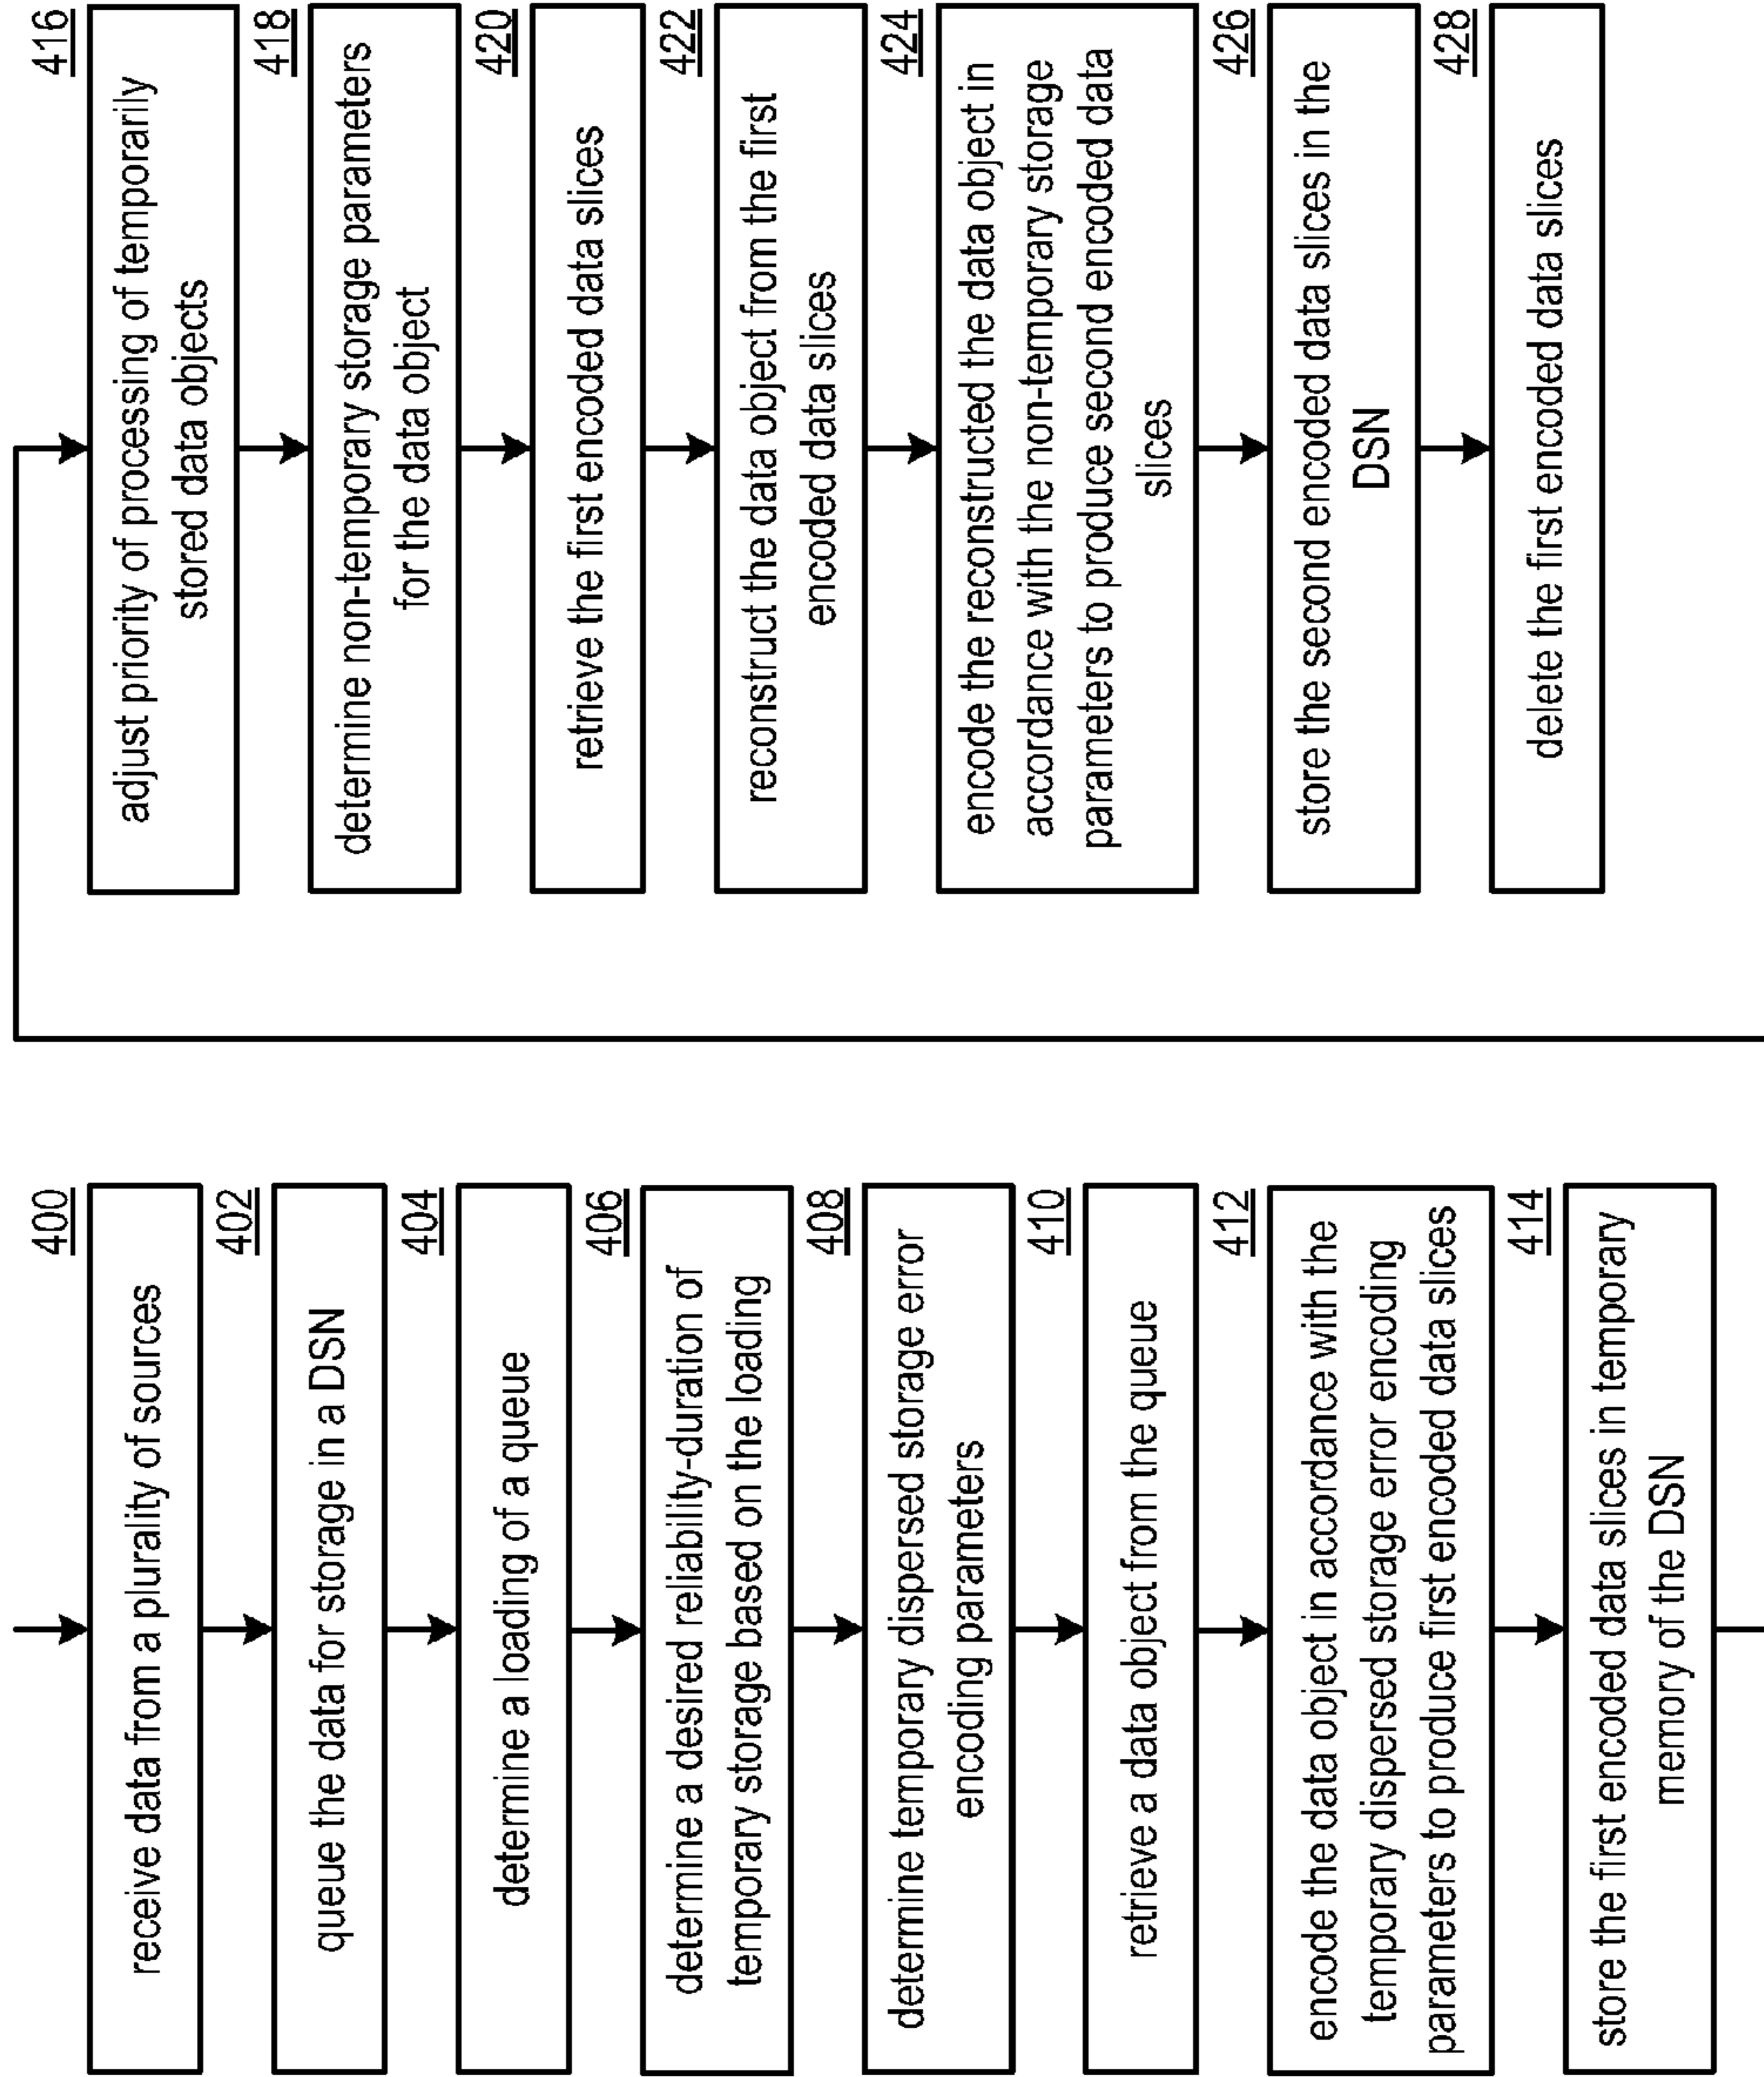 400
receive data from a plurality of sources
402
queue the data for storage in a DSN
404
determine a loading of a queue
406
determine a desired reliability-duration of
temporary storage based on the loading
408
determine temporary dispersed storage error
encoding parameters
410
retrieve a data object from the queue
412
encode the data object in accordance with the
temporary dispersed storage error encoding
parameters to produce first encoded data slices
414
store the first encoded data slices in temporary
memory of the DSN
416
adjust priority of processing of temporarily
stored data objects
418
determine non-temporary storage parameters
for the data object
420
retrieve the first encoded data slices
422
reconstruct the data object from the first
encoded data slices
424
encode the reconstructed the data object in
accordance with the non-temporary storage
parameters to produce second encoded data
slices
426
store the second encoded data slices in the
DSN
428
delete the first encoded data slices